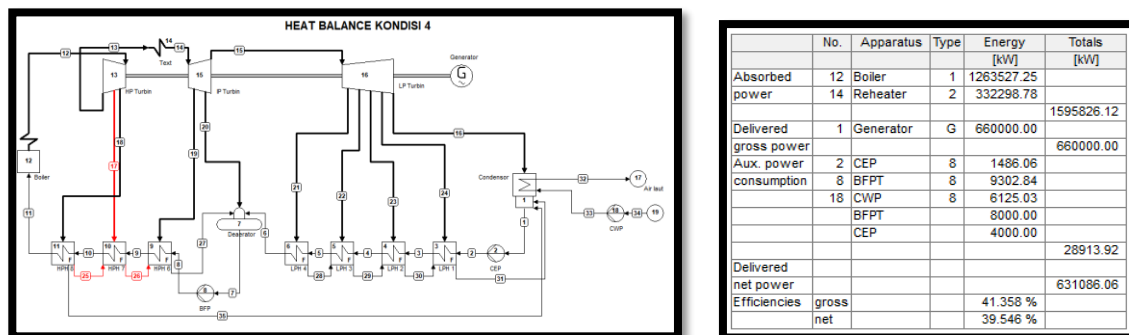 HEAT BALANCE KONDISI 4
14
12
13
14
15
Text
Generator
G
13
15
16
HP Turbin
IP Turbin
LP Turbin
20
18
16
17
19
12
Boiler
21
22
23
24
Condensor
32
17
Air laut
1
33
18
34
19
CWP
11
27
7
Deaerator
6
1
11
10
10
9
9
8
6
5
5
4
4
3
3
2
2
HPH 8
25
HPH 7
26
HPH 6
LPH 4
28
LPH 3
29
LPH 2
30
LPH 1
31
CEP
8
7
BFP
35
No. Apparatus Type Energy Totals
[kW] [kW]
Absorbed 12 Boiler 1 1263527.25
power 14 Reheater 2 332298.78
1595826.12
Delivered 1 Generator G 660000.00
gross power 660000.00
Aux. power 2 CEP 8 1486.06
consumption 8 BFPT 8 9302.84
18 CWP 8 6125.03
BFPT 8000.00
CEP 4000.00
28913.92
Delivered
net power 631086.06
Efficiencies gross 41.358 %
net 39.546 %